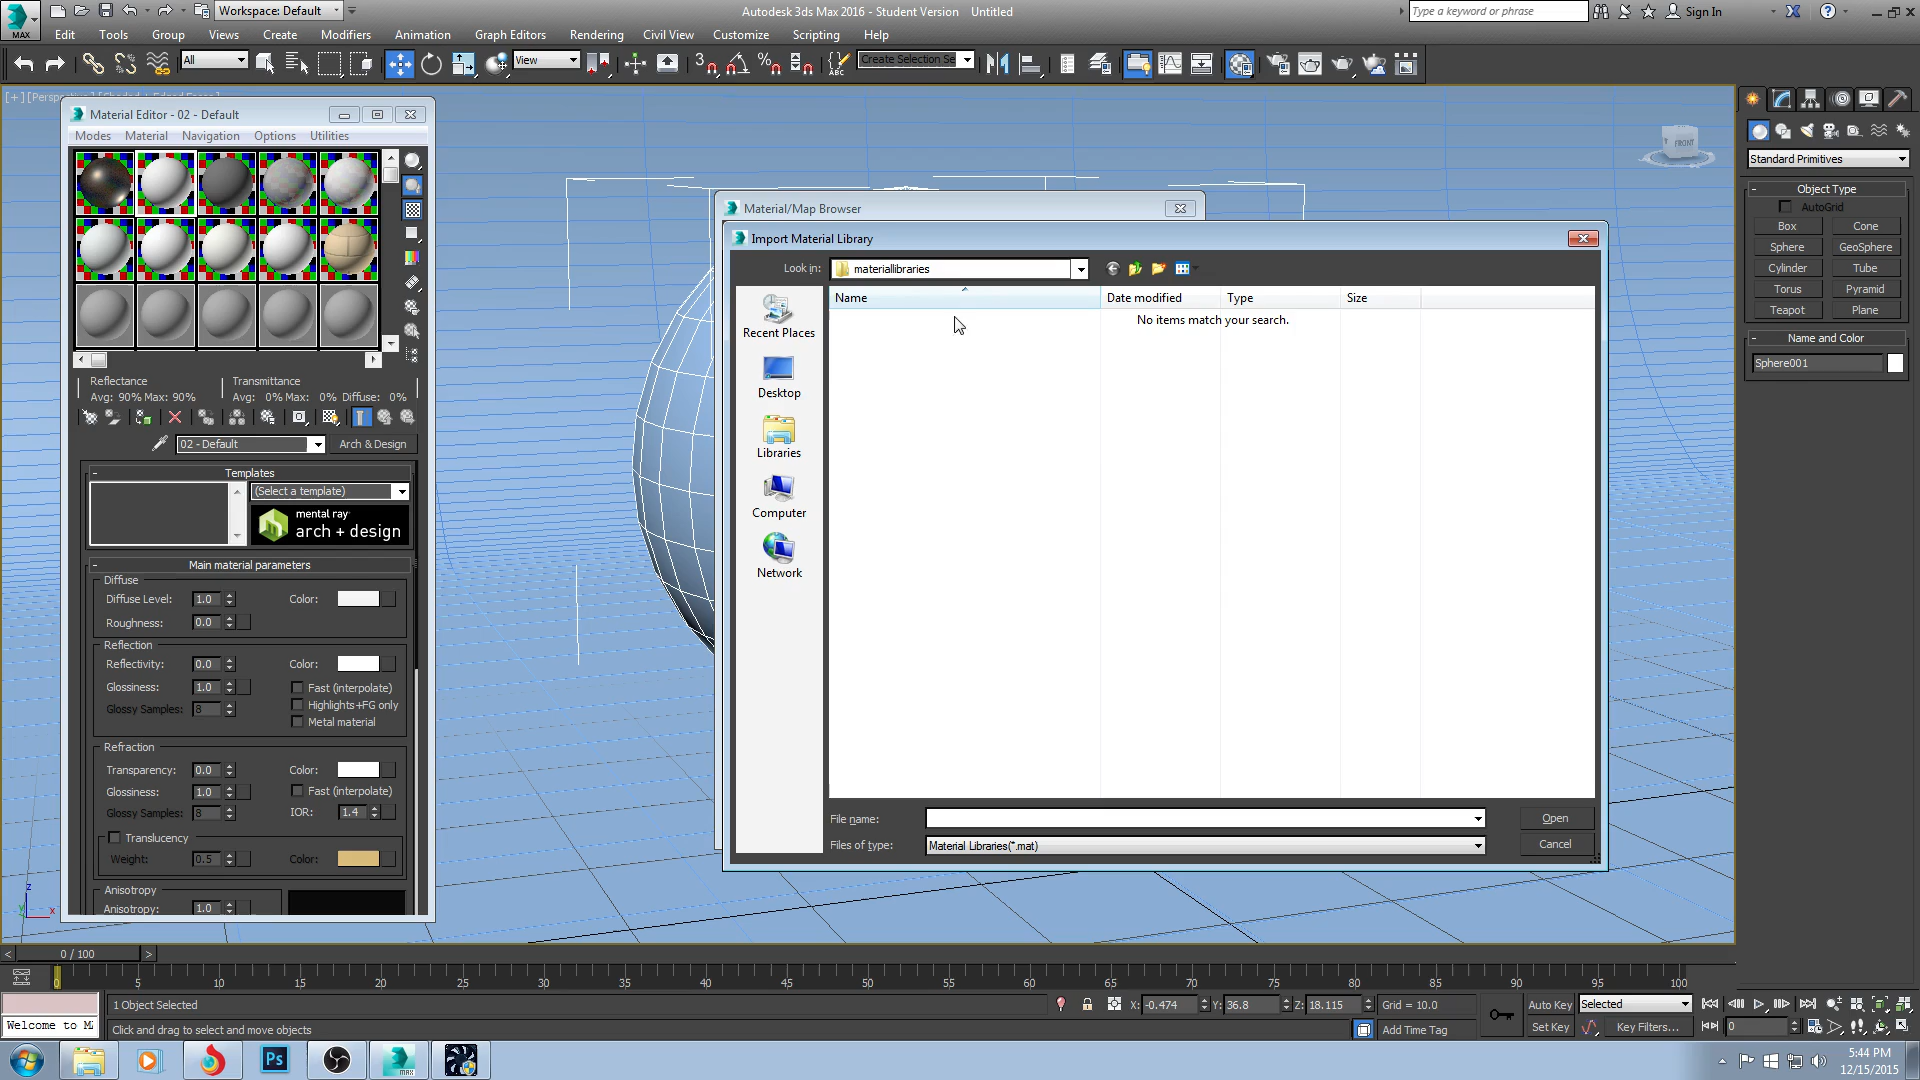 Workspace: Default
Autodesk 3ds Max 2016 - Student Version Untitled
Type a keyword or phrase
Sign In
MAX
Edit Tools Group Views Create Modifiers Animation Graph Editors Rendering Civil View Customize Scripting Help
All
View
Create Selection Se
Material Editor - 02 - Default
Modes Material Navigation Options Utilities
FRONT
Standard Primitives
Object Type
AutoGrid
Box Cone
Sphere GeoSphere
Cylinder Tube
Torus Pyramid
Teapot Plane
Name and Color
Sphere001
Material/Map Browser
Import Material Library
Look in: materiallibraries
Name Date modified Type Size
No items match your search.
Recent Places
Desktop
Libraries
Computer
Network
File name:
Open
Files of type: Material Libraries(*.mat)
Cancel
Reflectance Transmittance
Avg: 90% Max: 90% Avg: 0% Max: 0% Diffuse: 0%
02 - Default Arch & Design
Templates
(Select a template)
mental ray
arch + design
Main material parameters
Diffuse
Diffuse Level: 1.0 Color:
Roughness: 0.0
Reflection
Reflectivity: 0.0 Color:
Glossiness: 1.0 Fast (interpolate)
Highlights+FG only
Glossy Samples: 8
Metal material
Refraction
Transparency: 0.0 Color:
Glossiness: 1.0 Fast (interpolate)
Glossy Samples: 8 IOR: 1.4
Translucency
Weight: 0.5 Color:
Anisotropy
Anisotropy: 1.0
z
y x
0 / 100
0 5 10 15 20 25 30 35 40 45 50 55 60 65 70 75 80 85 90 95 100
1 Object Selected
X: -0.474 Y: 36.8 Z: 18.115 Grid = 10.0
Auto Key Selected
Welcome to M
Click and drag to select and move objects
Add Time Tag
Set Key Key Filters...
0
Ps
MAX
5:44 PM
12/15/2015